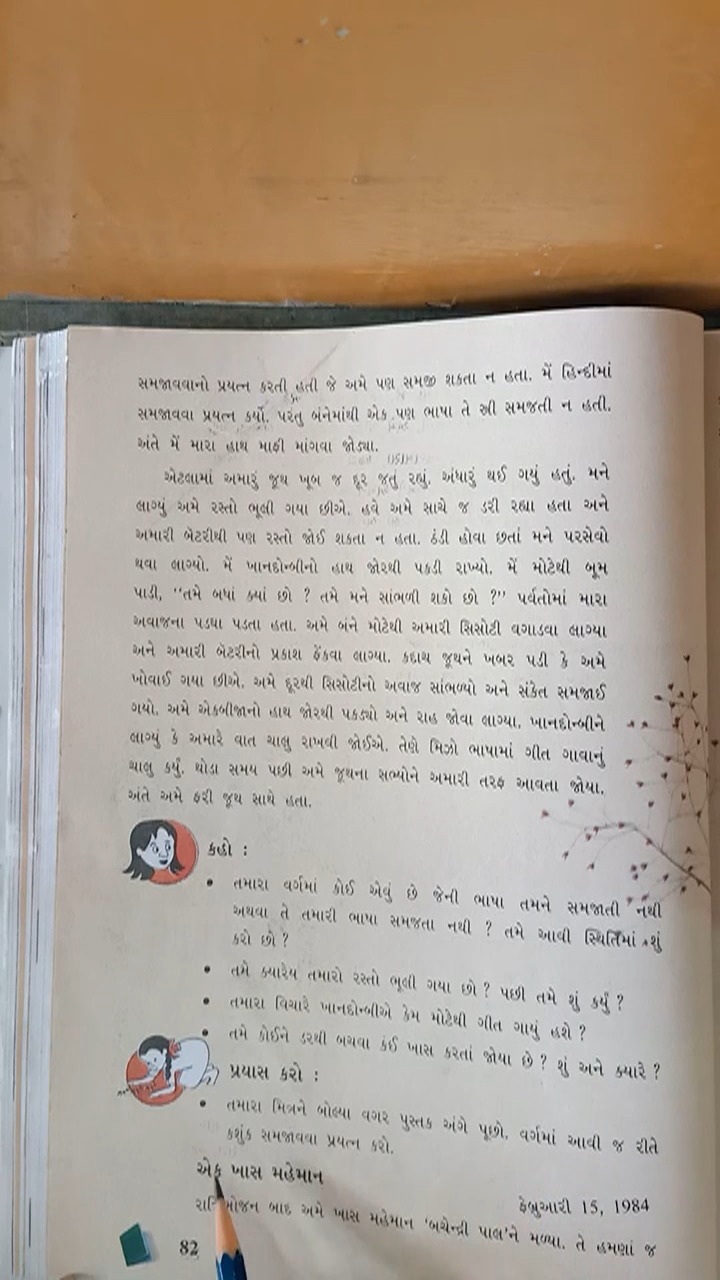 સમજાવવાનો પ્રયત્ન કરતી હતી જે અમે પણ સમજી શકતા ન હતા. મેં હિન્દીમાં
સમજાવવા પ્રયત્ન કર્યો. પરંતુ બંનેમાંથી એક પણ ભાષા તે સ્ત્રી સમજતી ન હતી.
અંતે મેં મારા હાથ માફી માંગવા જોડ્યા.
એટલામાં અમારું જૂથ ખૂબ જ દૂર જતું રહ્યું. અંધારું થઈ ગયું હતું. મને
લાગ્યું અમે રસ્તો ભૂલી ગયા છીએ. હવે અમે સાચે જ ડરી રહ્યા હતા અને
અમારી બૅટરીથી પણ રસ્તો જોઈ શકતા ન હતા. ઠંડી હોવા છતાં મને પરસેવો
થવા લાગ્યો. મેં ખાનદોન્બીનો હાથ જોરથી પકડી રાખ્યો. મેં મોટેથી બૂમ
પાડી, “તમે બધાં ક્યાં છો ? તમે મને સાંભળી શકો છો ?” પર્વતોમાં મારા
અવાજના પડઘા પડતા હતા. અમે બંને મોટેથી અમારી સિસોટી વગાડવા લાગ્યા
અને અમારી બૅટરીનો પ્રકાશ ફેંકવા લાગ્યા. કદાચ જૂથને ખબર પડી કે અમે
ખોવાઈ ગયા છીએ. અમે દૂરથી સિસોટીનો અવાજ સાંભળ્યો અને સંકેત સમજાઈ
ગયો. અમે એકબીજાનો હાથ જોરથી પકડ્યો અને રાહ જોવા લાગ્યા. ખાનદોન્બીને
લાગ્યું કે અમારે વાત ચાલુ રાખવી જોઈએ. તેણે મિઝો ભાષામાં ગીત ગાવાનું
ચાલુ કર્યું. થોડા સમય પછી અમે જૂથના સભ્યોને અમારી તરફ આવતા જોયા.
અંતે અમે ફરી જૂથ સાથે હતા.
કહો :
• તમારા વર્ગમાં કોઈ એવું છે જેની ભાષા તમને સમજાતી નથી
અથવા તે તમારી ભાષા સમજતા નથી ? તમે આવી સ્થિતિમાં શું
કરો છો ?
• તમે ક્યારેય તમારો રસ્તો ભૂલી ગયા છો ? પછી તમે શું કર્યું ?
• તમારા વિચારે ખાનદોન્બીએ કેમ મોટેથી ગીત ગાયું હશે ?
• તમે કોઈને ડરથી બચવા કંઈ ખાસ કરતાં જોયા છે ? શું અને ક્યારે ?
પ્રયાસ કરો :
• તમારા મિત્રને બોલ્યા વગર પુસ્તક અંગે પૂછો. વર્ગમાં આવી જ રીતે
કશુંક સમજાવવા પ્રયત્ન કરો.
એક ખાસ મહેમાન
ફેબ્રુઆરી 15, 1984
બાદ અમે ખાસ મહેમાન ‘બચેન્દ્રી પાલ’ને મળ્યા. તે હમણાં જ
82